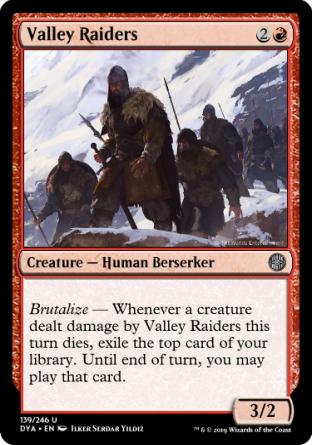 Valley Raiders 2
Creature — Human Berserker
Brutalize — Whenever a creature
dealt damage by Valley Raiders this
turn dies, exile the top card of your
library. Until end of turn, you may
play that card.
3/2
139/246 U
DYA • EN ILKER SERDAR YILDIZ
™ & © 2019 Wizards of the Coast